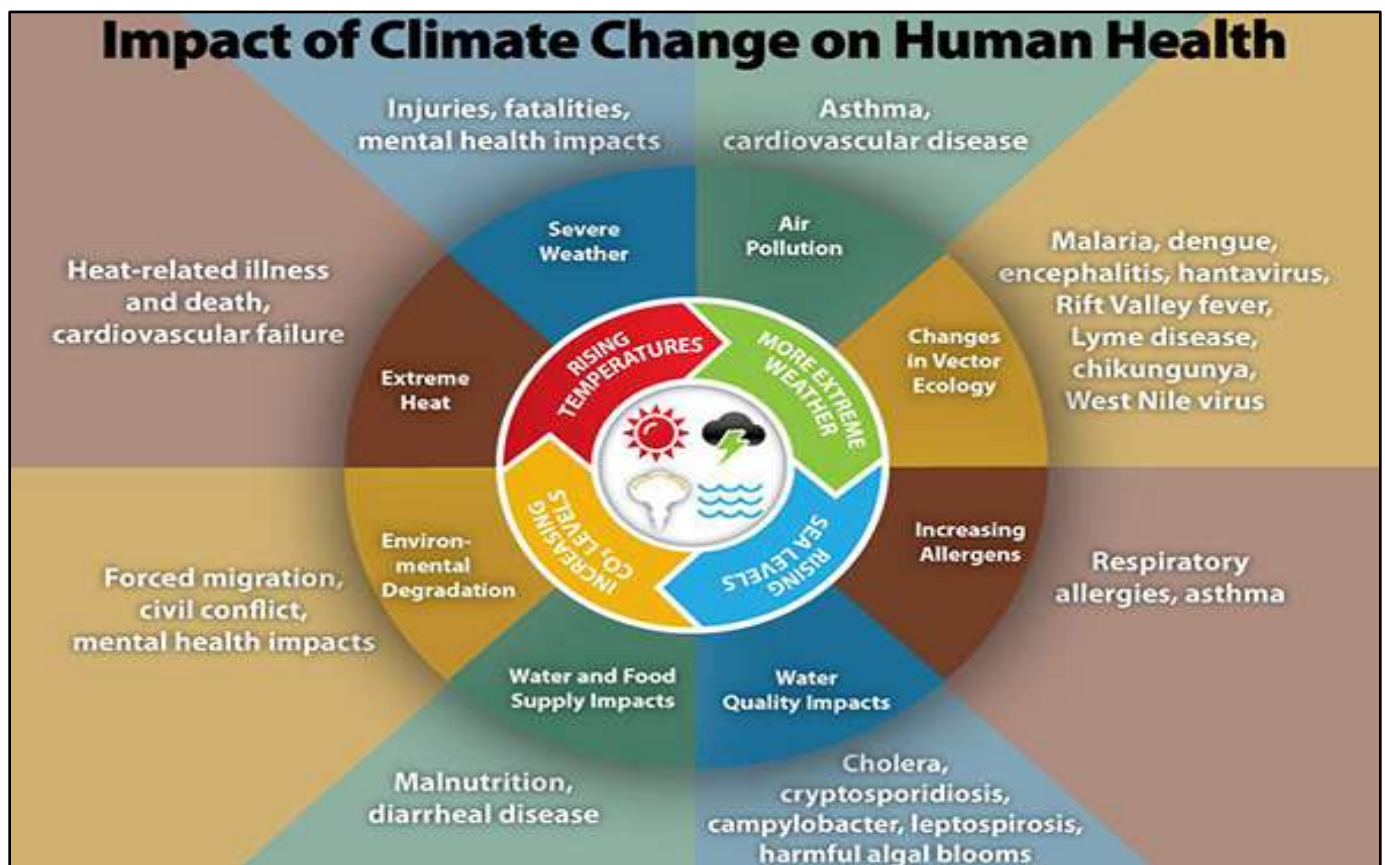 Impact of Climate Change on Human Health
Injuries, fatalities,
mental health impacts
Asthma,
cardiovascular disease
Severe
Weather
Air
Pollution
Heat-related illness
and death,
cardiovascular failure
Malaria, dengue,
encephalitis, hantavirus,
Rift Valley fever,
Lyme disease,
chikungunya,
West Nile virus
Extreme
Heat
RISING
TEMPERATURES
MORE EXTREME
WEATHER
Changes
in Vector
Ecology
Environ-
mental
Degradation
INCREASING
CO₂ LEVELS
RISING
SEA LEVELS
Increasing
Allergens
Forced migration,
civil conflict,
mental health impacts
Respiratory
allergies, asthma
Water and Food
Supply Impacts
Water
Quality Impacts
Malnutrition,
diarrheal disease
Cholera,
cryptosporidiosis,
campylobacter, leptospirosis,
harmful algal blooms